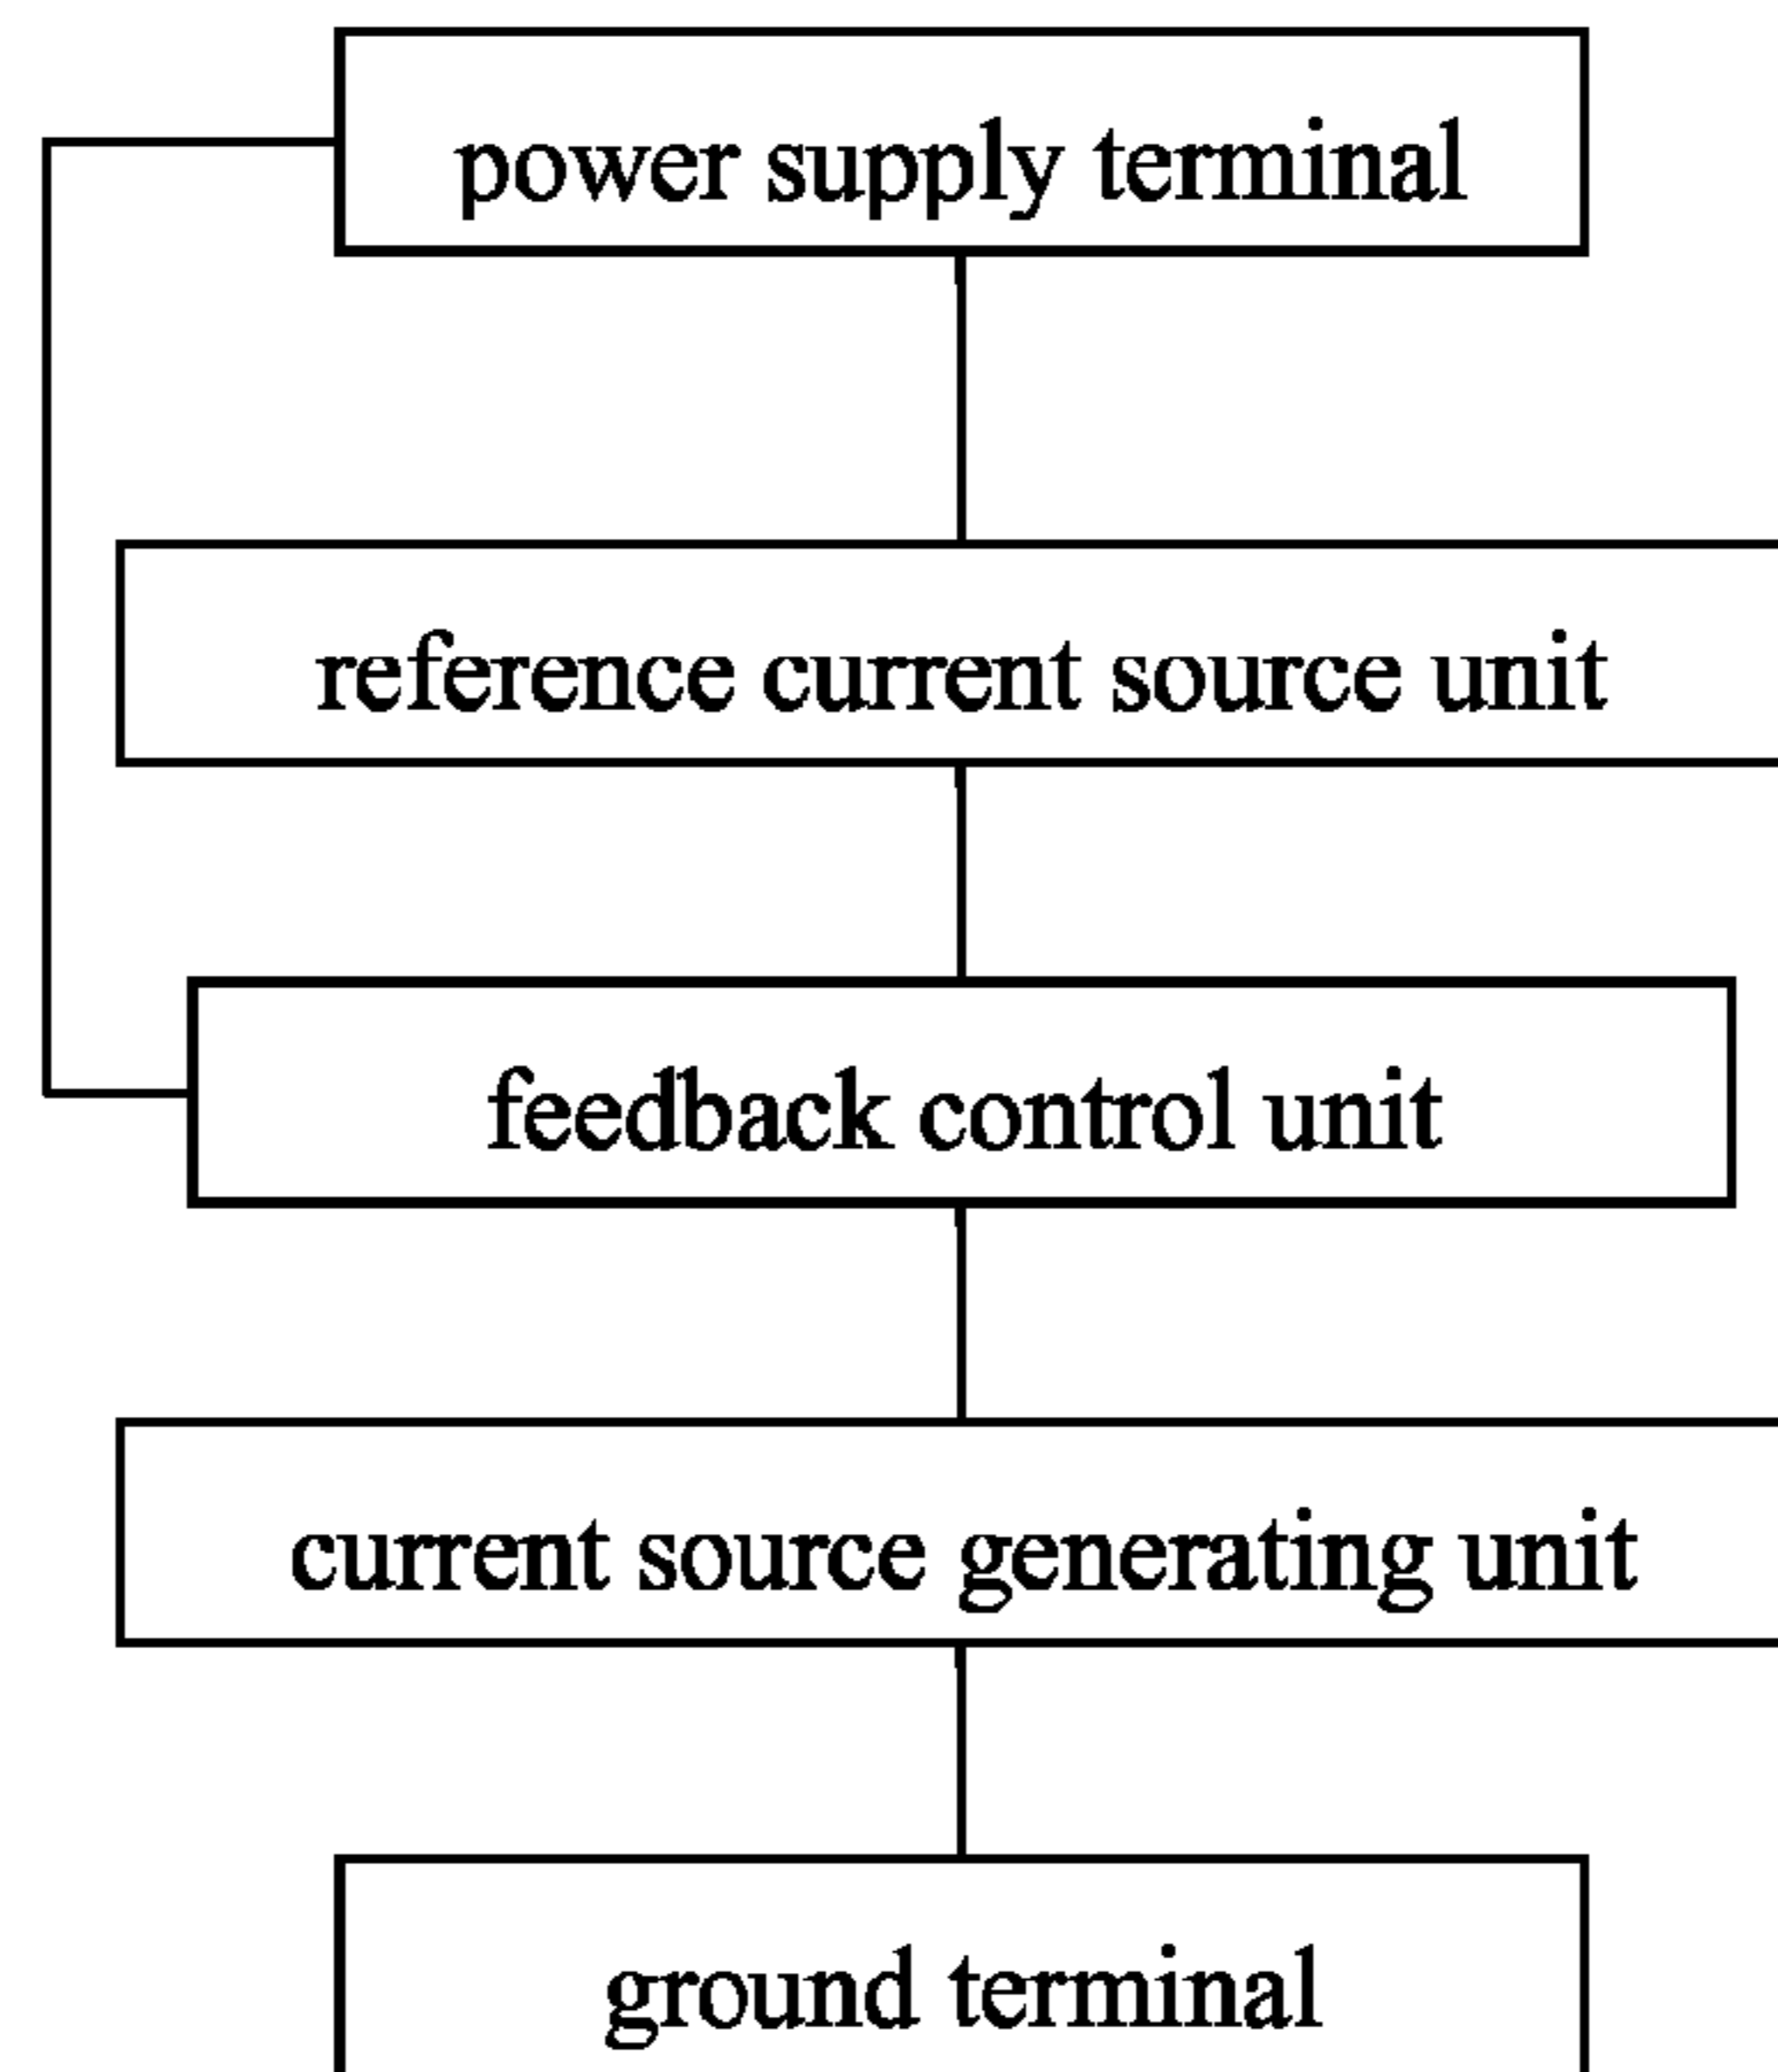 power supply terminal
reference current source unit
feedback control unit
current source generating unit
ground terminal